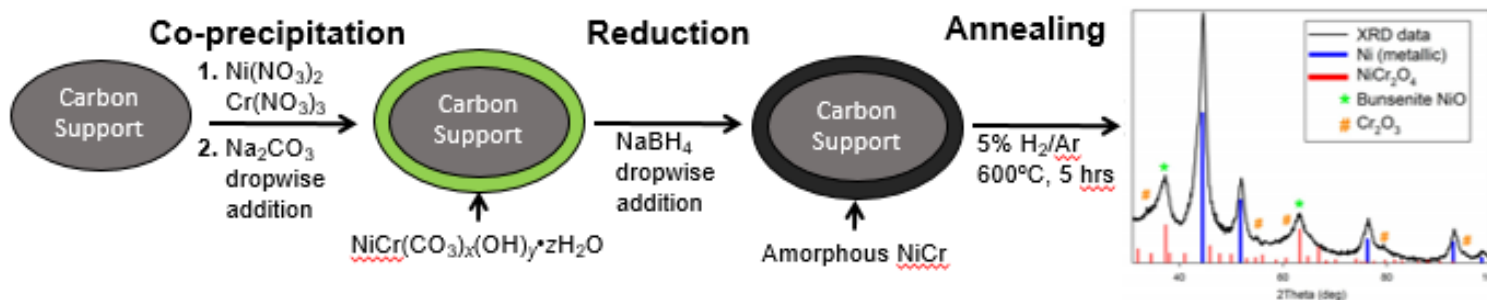 Co-precipitation
Reduction
Annealing
Carbon
Support
1. Ni(NO₃)₂
Cr(NO₃)₃
2. Na₂CO₃
dropwise
addition
Carbon
Support
NiCr(CO₃)ₓ(OH)ᵧ•zH₂O
NaBH₄
dropwise
addition
Carbon
Support
Amorphous NiCr
5% H₂/Ar
600ºC, 5 hrs
XRD data
Ni (metallic)
NiCr₂O₄
* Bunsenite NiO
# Cr₂O₃
40
60
80
2Theta (deg)